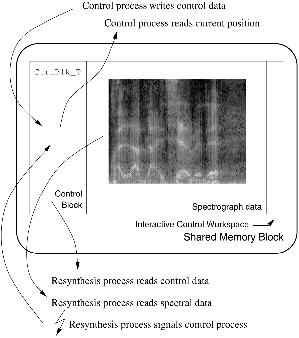 Control process writes control data
Control process reads current position
CtrlBlk_T
Control
Block
Spectrograph data
Interactive Control Workspace
Shared Memory Block
Resynthesis process reads control data
Resynthesis process reads spectral data
Resynthesis process signals control process